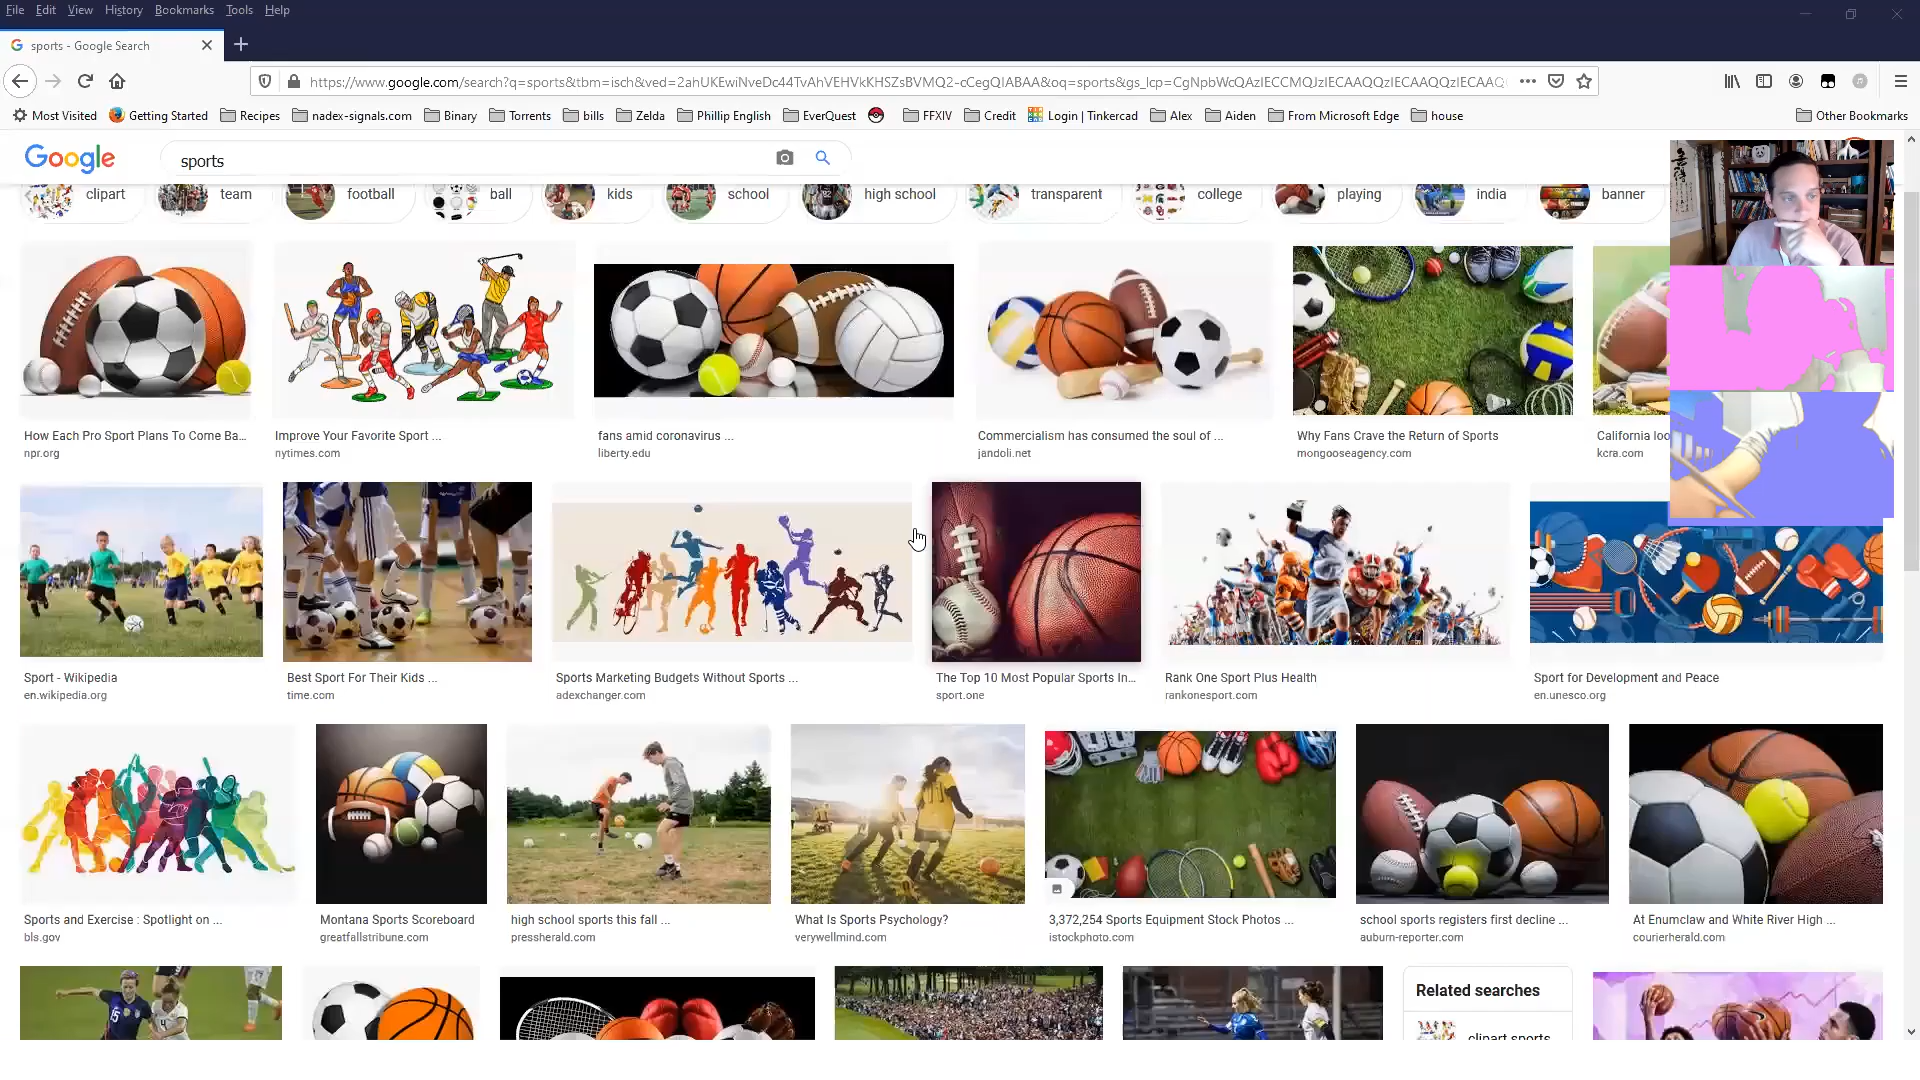 File Edit View History Bookmarks Tools Help
sports - Google Search
https://www.google.com/search?q=sports&tbm=isch&ved=2ahUKEwiNveDc44TvAhVEHVkKHSZsBVMQ2-cCegQIABAA&oq=sports&gs_lcp=CgNpbWcQAzIECCMQJzIECAAQQzIECAAQQzIECAA
Most Visited Getting Started Recipes nadex-signals.com Binary Torrents bills Zelda Phillip English EverQuest FFXIV Credit Login | Tinkercad Alex Aiden From Microsoft Edge house Other Bookmarks
Google sports
clipart team football ball kids school high school transparent college playing india banner
How Each Pro Sport Plans To Come Ba...
npr.org
Improve Your Favorite Sport ...
nytimes.com
fans amid coronavirus ...
liberty.edu
Commercialism has consumed the soul of ...
jandoli.net
Why Fans Crave the Return of Sports
mongooseagency.com
California loo
kcra.com
Sport - Wikipedia
en.wikipedia.org
Best Sport For Their Kids ...
time.com
Sports Marketing Budgets Without Sports ...
adexchanger.com
The Top 10 Most Popular Sports In...
sport.one
Rank One Sport Plus Health
rankonesport.com
Sport for Development and Peace
en.unesco.org
Sports and Exercise : Spotlight on ...
bls.gov
Montana Sports Scoreboard
greatfallstribune.com
high school sports this fall ...
pressherald.com
What Is Sports Psychology?
verywellmind.com
3,372,254 Sports Equipment Stock Photos ...
istockphoto.com
school sports registers first decline ...
auburn-reporter.com
At Enumclaw and White River High ...
courierherald.com
Related searches
clipart sports